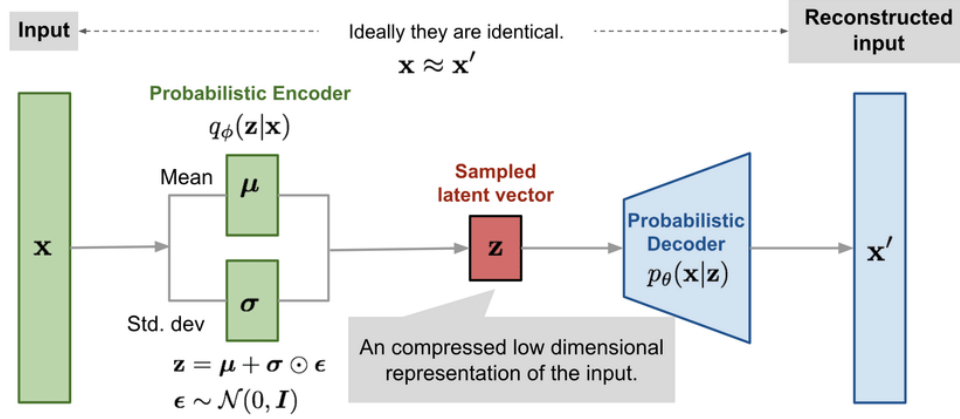 Input
Ideally they are identical.
x ≈ x′
Reconstructed
input
Probabilistic Encoder
qϕ(z|x)
Mean
μ
x
σ
Std. dev
z = μ + σ ⊙ ϵ
ϵ ∼ 𝒩(0, I)
Sampled
latent vector
z
An compressed low dimensional
representation of the input.
Probabilistic
Decoder
pθ(x|z)
x′